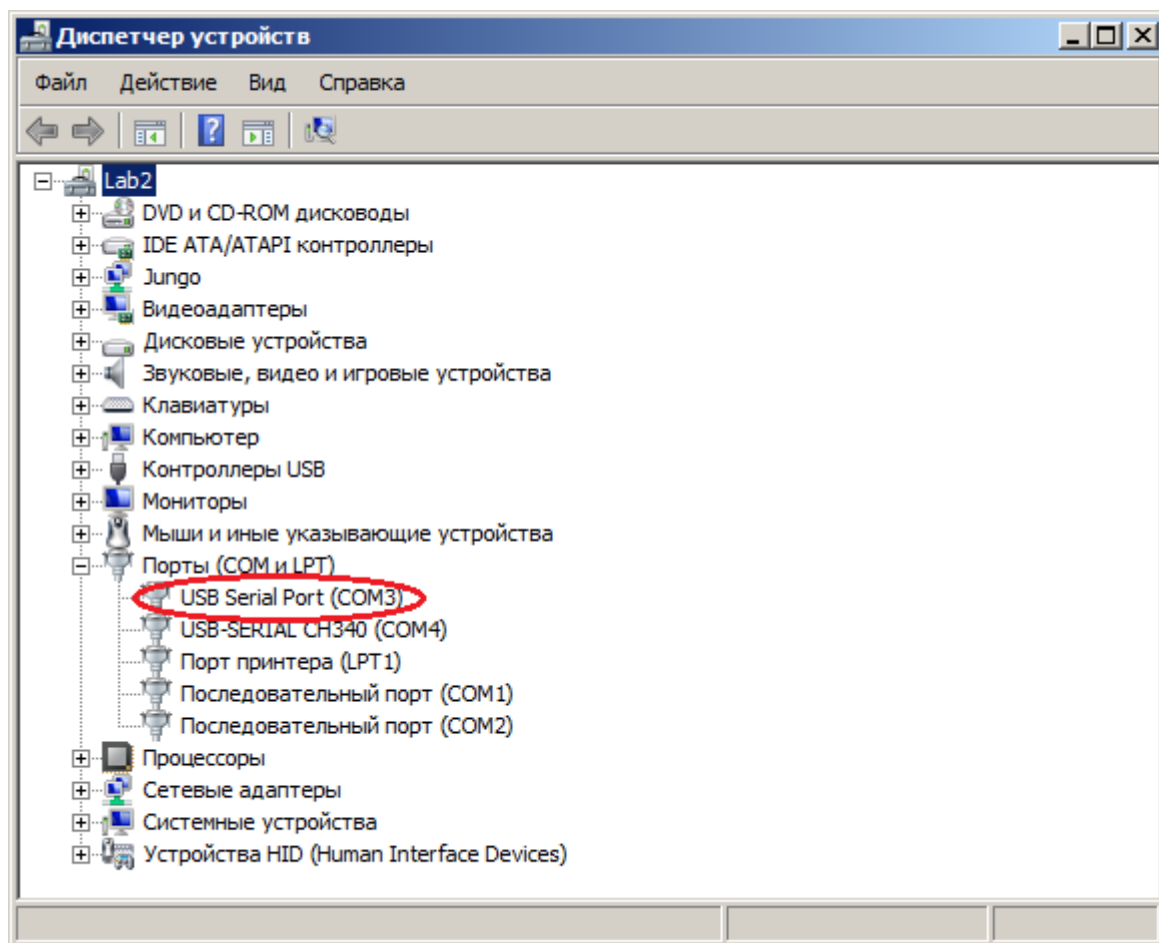 Диспетчер устройств
Файл Действие Вид Справка
Lab2
DVD и CD-ROM дисководы
IDE ATA/ATAPI контроллеры
Jungo
Видеоадаптеры
Дисковые устройства
Звуковые, видео и игровые устройства
Клавиатуры
Компьютер
Контроллеры USB
Мониторы
Мыши и иные указывающие устройства
Порты (COM и LPT)
USB Serial Port (COM3)
USB-SERIAL CH340 (COM4)
Порт принтера (LPT1)
Последовательный порт (COM1)
Последовательный порт (COM2)
Процессоры
Сетевые адаптеры
Системные устройства
Устройства HID (Human Interface Devices)